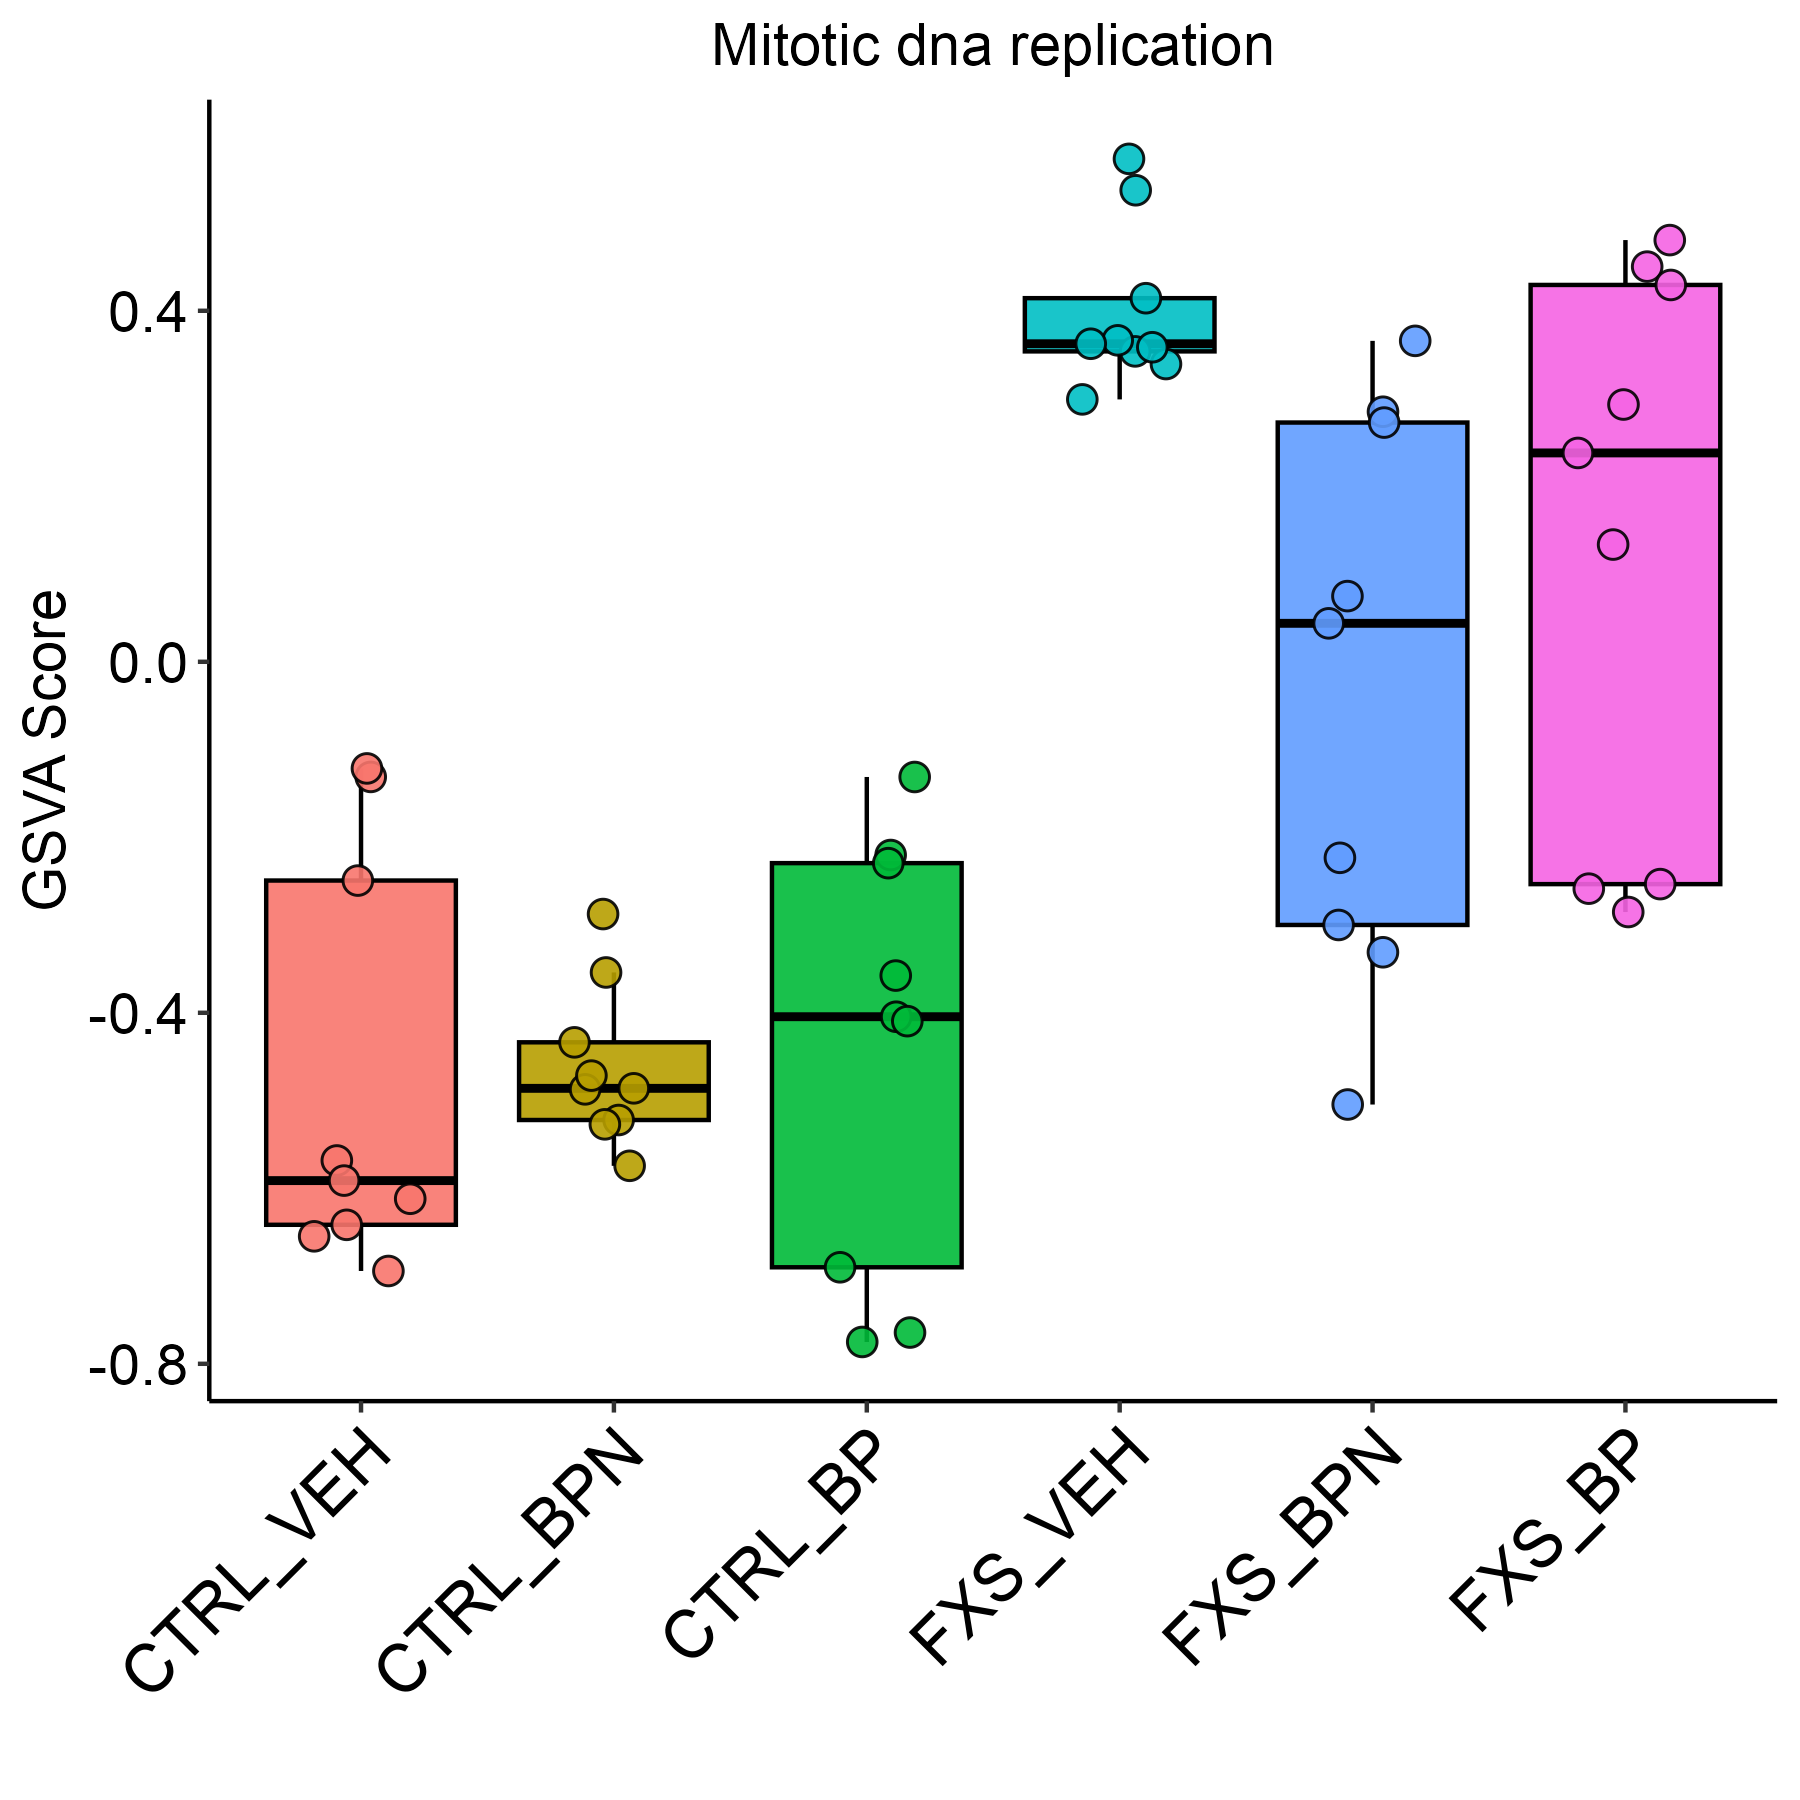 Mitotic dna replication
GSVA Score
0.4
0.0
-0.4
-0.8
CTRL_VEH
CTRL_BPN
CTRL_BP
FXS_VEH
FXS_BPN
FXS_BP